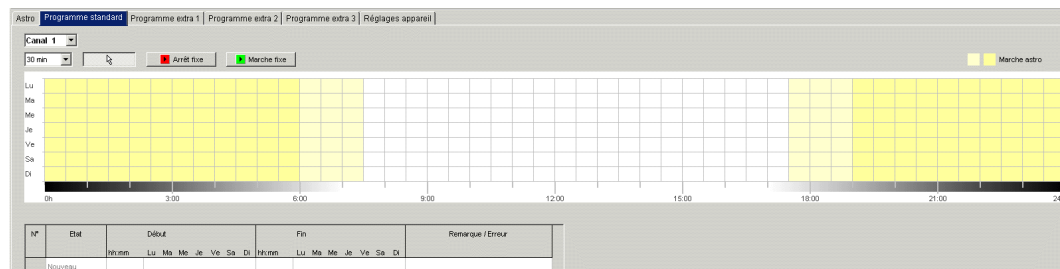 Astro Programme standard Programme extra 1 Programme extra 2 Programme extra 3 Réglages appareil
Canal 1
30 min Arrêt fixe Marche fixe Marche astro
Lu
Ma
Me
Je
Ve
Sa
Di
0h 3:00 6:00 9:00 12:00 15:00 18:00 21:00 24
N° Etat Début Fin Remarque / Erreur
hh:mm Lu Ma Me Je Ve Sa Di hh:mm Lu Ma Me Je Ve Sa Di
Nouveau